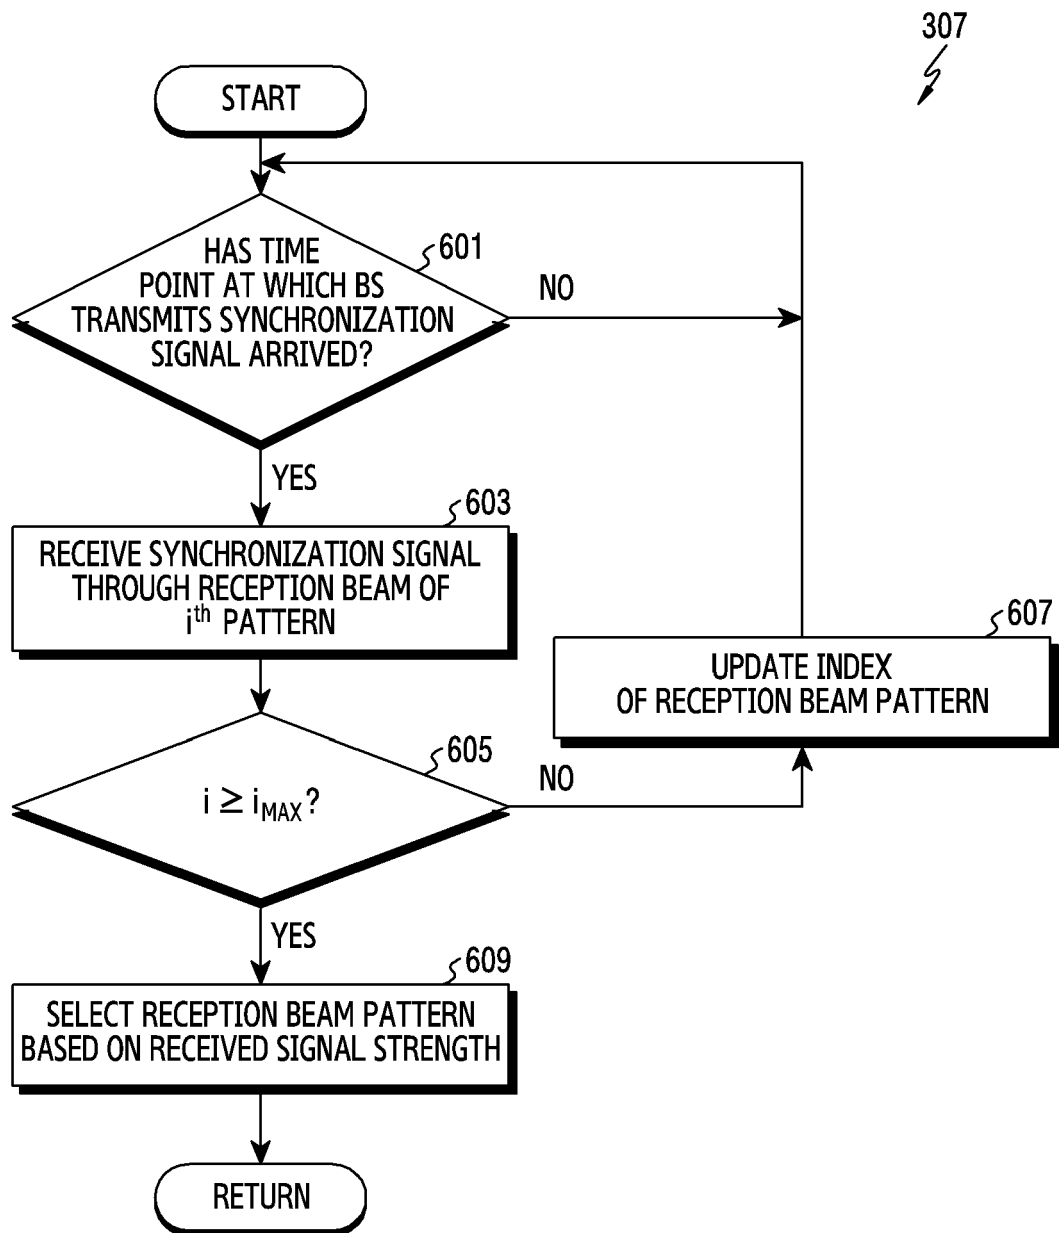 307
START
HAS TIME
POINT AT WHICH BS
TRANSMITS SYNCHRONIZATION
SIGNAL ARRIVED?
601
NO
YES
603
RECEIVE SYNCHRONIZATION SIGNAL
THROUGH RECEPTION BEAM OF
ith PATTERN
607
UPDATE INDEX
OF RECEPTION BEAM PATTERN
605
i ≥ iMAX?
NO
YES
609
SELECT RECEPTION BEAM PATTERN
BASED ON RECEIVED SIGNAL STRENGTH
RETURN